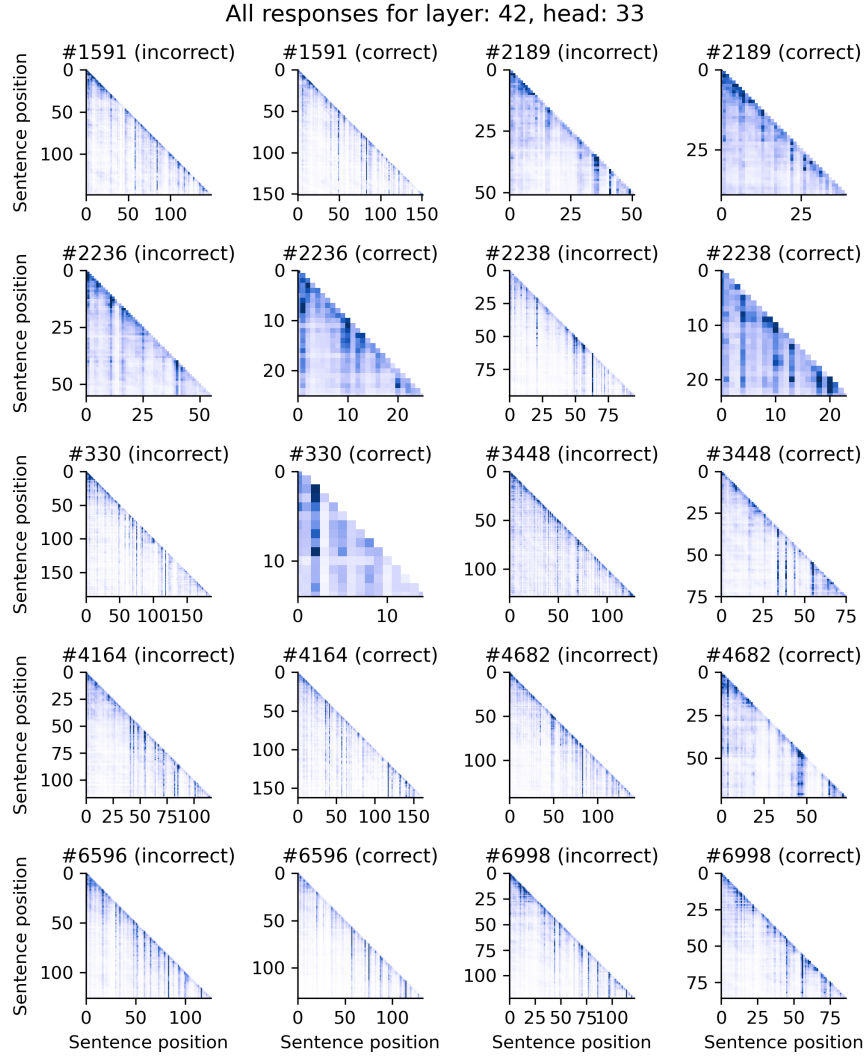 All responses for layer: 42, head: 33
#1591 (incorrect) #1591 (correct) #2189 (incorrect) #2189 (correct)
Sentence position
0 50 100
0 50 100
0 50 100 150
0 50 100 150
0 25 50
0 25 50
0 25
0 25
#2236 (incorrect) #2236 (correct) #2238 (incorrect) #2238 (correct)
Sentence position
0 25 50
0 25 50
0 10 20
0 10 20
0 25 50 75
0 25 50 75
0 10 20
0 10 20
#330 (incorrect) #330 (correct) #3448 (incorrect) #3448 (correct)
Sentence position
0 50 100 150
0 50 100 150
0 10
0 10
0 50 100
0 50 100
0 25 50 75
0 25 50 75
#4164 (incorrect) #4164 (correct) #4682 (incorrect) #4682 (correct)
Sentence position
0 25 50 75 100
0 25 50 75 100
0 50 100 150
0 50 100 150
0 50 100
0 50 100
0 50
0 50
#6596 (incorrect) #6596 (correct) #6998 (incorrect) #6998 (correct)
Sentence position
0 50 100
0 50 100
0 50 100
0 50 100
0 25 50 75 100
0 25 50 75 100
0 25 50 75
0 25 50 75
Sentence position Sentence position Sentence position Sentence position